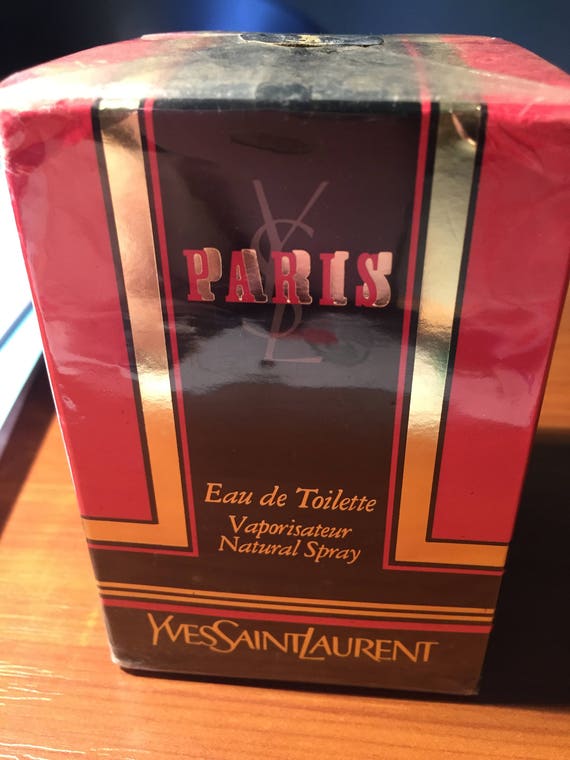 YSL
PARIS
Eau de Toilette
Vaporisateur
Natural Spray
YVESSAINTLAURENT